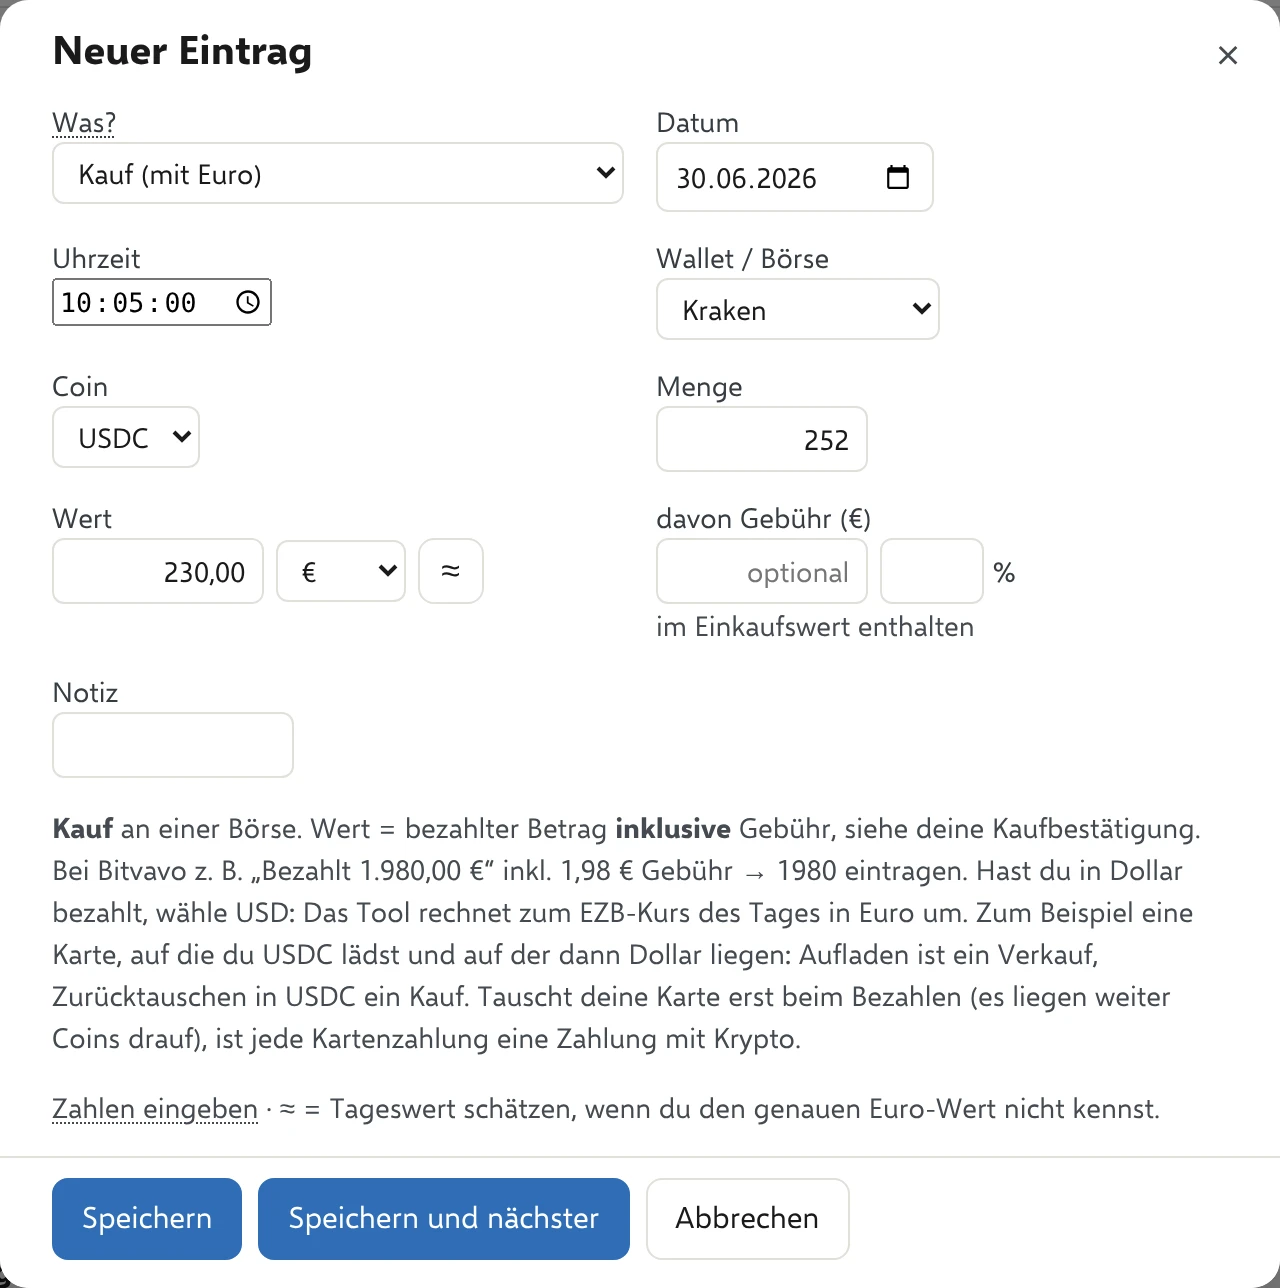 Neuer Eintrag
×
Was?
Datum
Kauf (mit Euro)
30.06.2026
Uhrzeit
Wallet / Börse
10:05:00
Kraken
Coin
Menge
USDC
252
Wert
davon Gebühr (€)
230,00
€
≈
optional
%
im Einkaufswert enthalten
Notiz
Kauf an einer Börse. Wert = bezahlter Betrag inklusive Gebühr, siehe deine Kaufbestätigung.
Bei Bitvavo z. B. „Bezahlt 1.980,00 €“ inkl. 1,98 € Gebühr → 1980 eintragen. Hast du in Dollar
bezahlt, wähle USD: Das Tool rechnet zum EZB-Kurs des Tages in Euro um. Zum Beispiel eine
Karte, auf die du USDC lädst und auf der dann Dollar liegen: Aufladen ist ein Verkauf,
Zurücktauschen in USDC ein Kauf. Tauscht deine Karte erst beim Bezahlen (es liegen weiter
Coins drauf), ist jede Kartenzahlung eine Zahlung mit Krypto.
Zahlen eingeben · ≈ = Tageswert schätzen, wenn du den genauen Euro-Wert nicht kennst.
Speichern
Speichern und nächster
Abbrechen